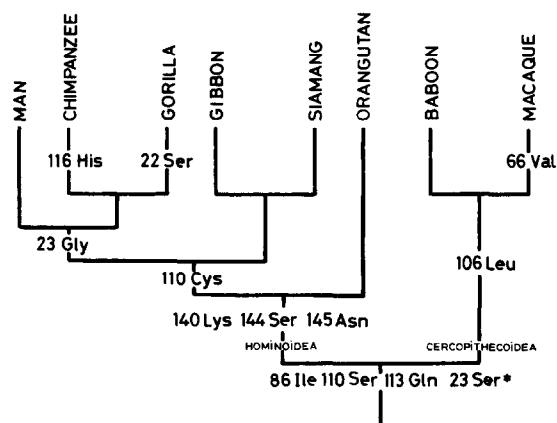 MAN
CHIMPANZEE
GORILLA
GIBBON
SIAMANG
ORANGUTAN
BABOON
MACAQUE
116 His
22 Ser
66 Val
23 Gly
110 Cys
106 Leu
140 Lys 144 Ser 145 Asn
HOMINOIDEA
CERCOPITHECOIDEA
86 Ile 110 Ser 113 Gln 23 Ser*